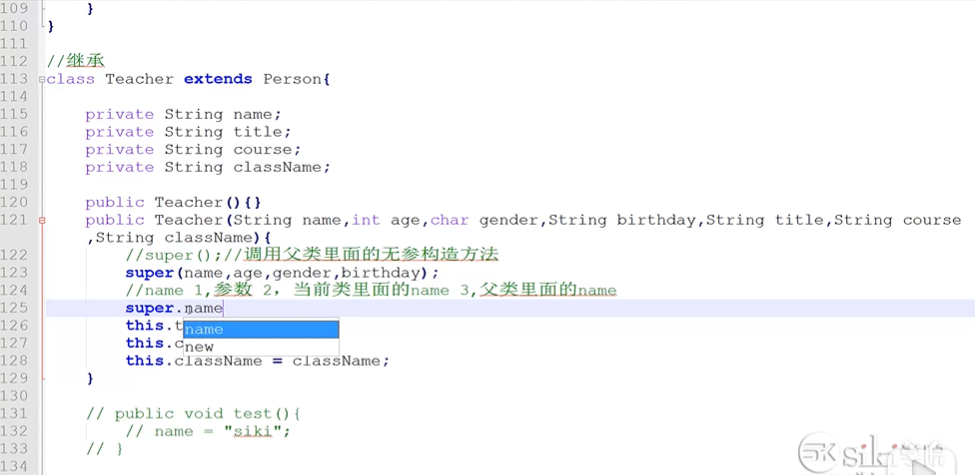 109 }
110 }
111
112 //继承
113 class Teacher extends Person{
114
115 private String name;
116 private String title;
117 private String course;
118 private String className;
119
120 public Teacher(){}
121 public Teacher(String name,int age,char gender,String birthday,String title,String course
,String className){
122 //super();//调用父类里面的无参构造方法
123 super(name,age,gender,birthday);
124 //name 1,参数 2，当前类里面的name 3,父类里面的name
125 super.name
126 this.t
name
127 this.c
new
128 this.className = className;
129 }
130
131 // public void test(){
132 // name = "siki";
133 // }
134
siki学院